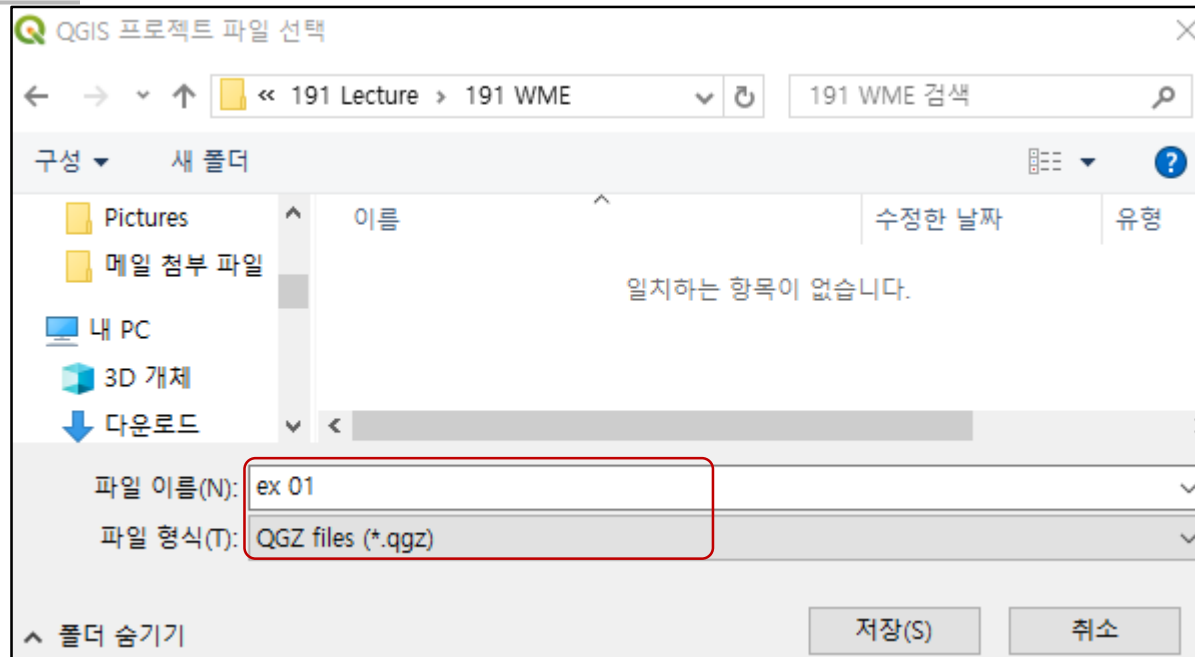 QGIS 프로젝트 파일 선택
« 191 Lecture › 191 WME
191 WME 검색
구성
새 폴더
Pictures
메일 첨부 파일
내 PC
3D 개체
다운로드
이름
수정한 날짜
유형
일치하는 항목이 없습니다.
파일 이름(N): ex 01
파일 형식(T): QGZ files (*.qgz)
폴더 숨기기
저장(S)
취소